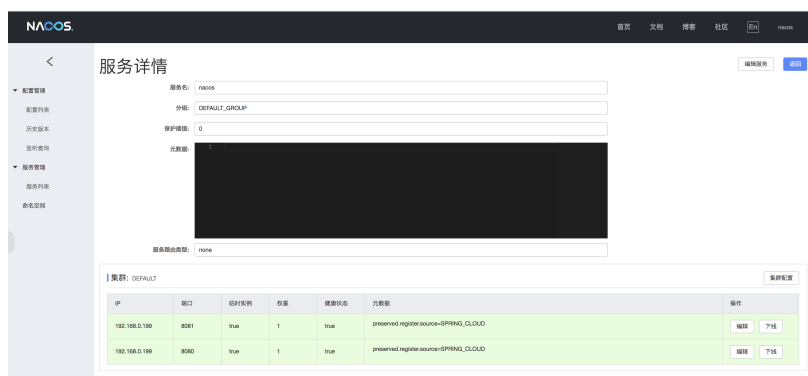 NACOS.
首页 文档 博客 社区 En nacos
服务详情
编辑服务 返回
配置管理
配置列表
历史版本
监听查询
服务管理
服务列表
命名空间
服务名: nacos
分组: DEFAULT_GROUP
保护阈值: 0
元数据: 1
服务路由类型: none
集群: DEFAULT
集群配置
IP 端口 临时实例 权重 健康状态 元数据 操作
192.168.0.199 8081 true 1 true preserved.register.source=SPRING_CLOUD 编辑 下线
192.168.0.199 8080 true 1 true preserved.register.source=SPRING_CLOUD 编辑 下线